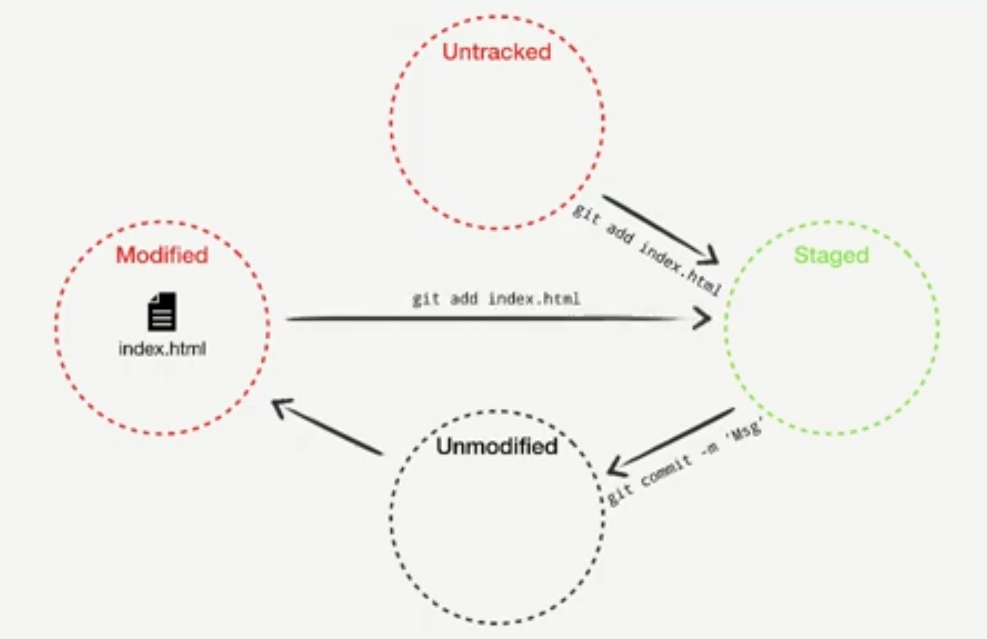 Untracked
git add index.html
Modified
Staged
index.html
git add index.html
Unmodified
git commit -m 'Msg'